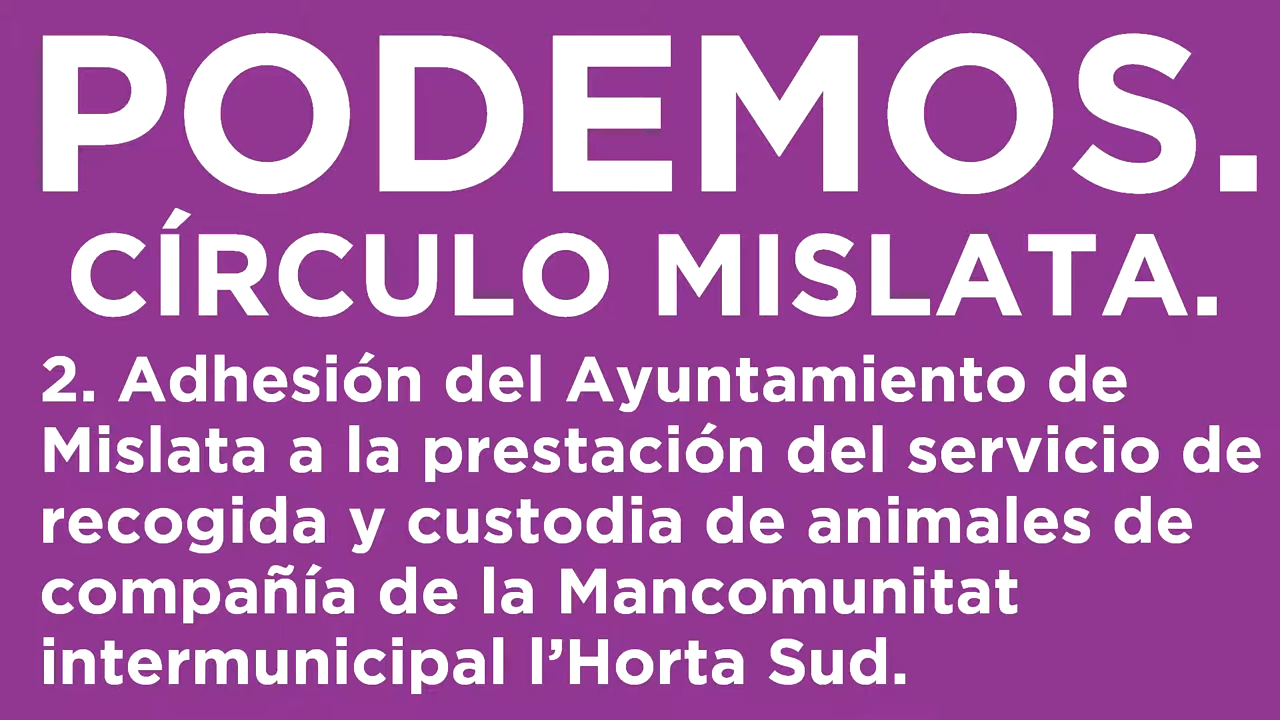 PODEMOS.
CÍRCULO MISLATA.
2. Adhesión del Ayuntamiento de
Mislata a la prestación del servicio de
recogida y custodia de animales de
compañía de la Mancomunitat
intermunicipal l’Horta Sud.